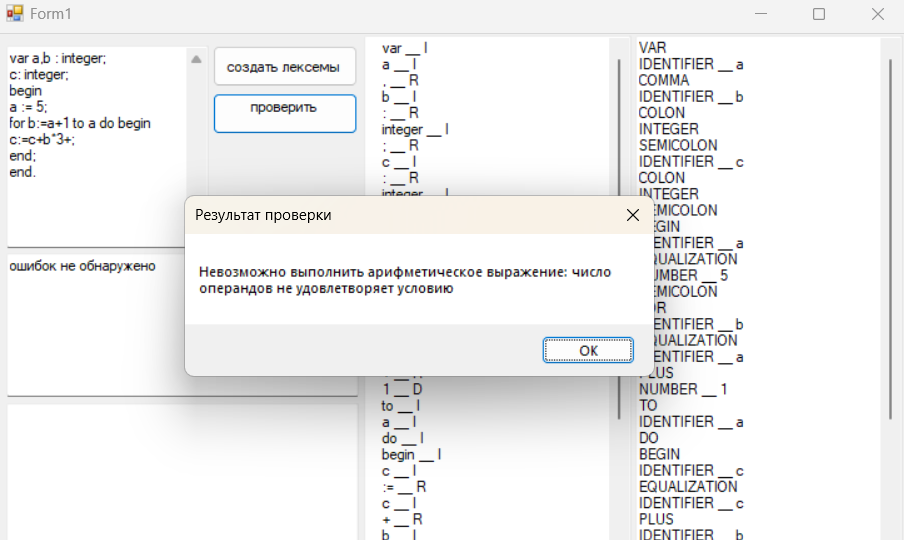 Form1
var a,b : integer;
c: integer;
begin
a := 5;
for b:=a+1 to a do begin
c:=c+b*3+;
end;
end.
создать лексемы
проверить
ошибок не обнаружено
var __ I
a __ I
, __ R
b __ I
: __ R
integer __ I
; __ R
c __ I
: __ R
integer __ I
Результат проверки
Невозможно выполнить арифметическое выражение: число
операндов не удовлетворяет условию
OK
1 __ D
to __ I
a __ I
do __ I
begin __ I
c __ I
:= __ R
c __ I
+ __ R
b __ I
VAR
IDENTIFIER __ a
COMMA
IDENTIFIER __ b
COLON
INTEGER
SEMICOLON
IDENTIFIER __ c
COLON
INTEGER
EMICOLON
EGIN
ENTIFIER __ a
QUALIZATION
UMBER __ 5
EMICOLON
OR
ENTIFIER __ b
QUALIZATION
ENTIFIER __ a
PLUS
NUMBER __ 1
TO
IDENTIFIER __ a
DO
BEGIN
IDENTIFIER __ c
EQUALIZATION
IDENTIFIER __ c
PLUS
IDENTIFIER __ b